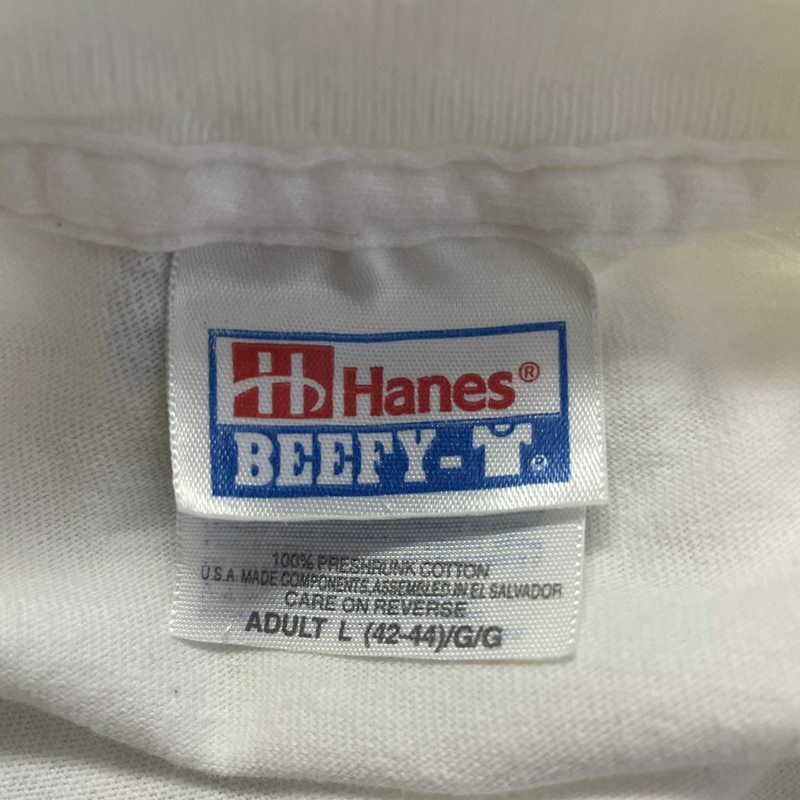 H Hanes®
BEEFY-T®
100% PRESHRUNK COTTON
U.S.A. MADE COMPONENTS, ASSEMBLED IN EL SALVADOR
CARE ON REVERSE
ADULT L (42-44)/G/G